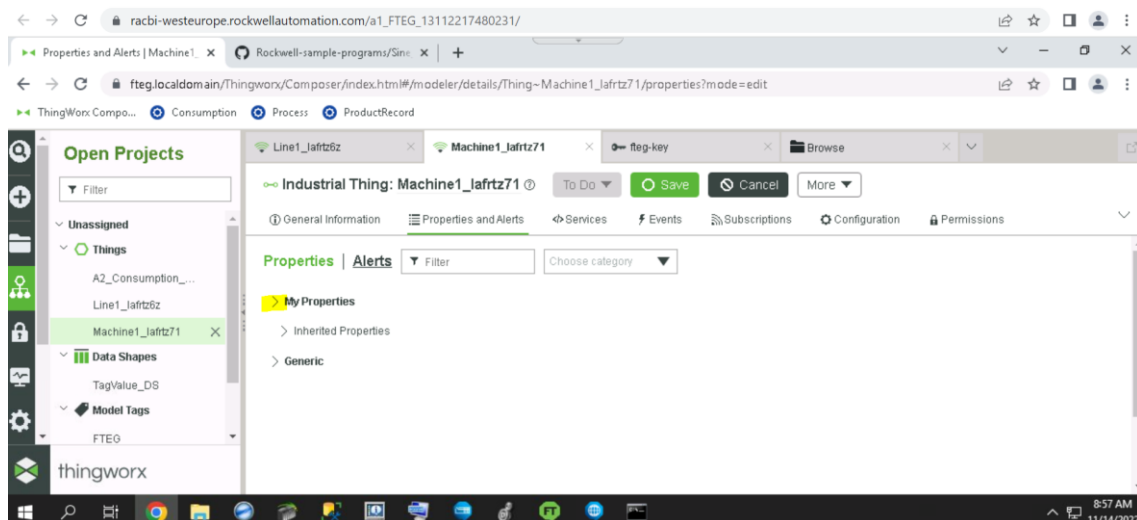 racbi-westeurope.rockwellautomation.com/a1_FTEG_13112217480231/
Properties and Alerts | Machine1_
Rockwell-sample-programs/Sine
fteg.localdomain/Thingworx/Composer/index.html#/modeler/details/Thing~Machine1_lafrtz71/properties?mode=edit
ThingWorx Compo... Consumption Process ProductRecord
Open Projects
Filter
Unassigned
Things
A2_Consumption_...
Line1_lafrtz6z
Machine1_lafrtz71
Data Shapes
TagValue_DS
Model Tags
FTEG
thingworx
Line1_lafrtz6z Machine1_lafrtz71 fteg-key Browse
Industrial Thing: Machine1_lafrtz71 To Do Save Cancel More
General Information Properties and Alerts Services Events Subscriptions Configuration Permissions
Properties | Alerts Filter Choose category
My Properties
Inherited Properties
Generic
FT
8:57 AM